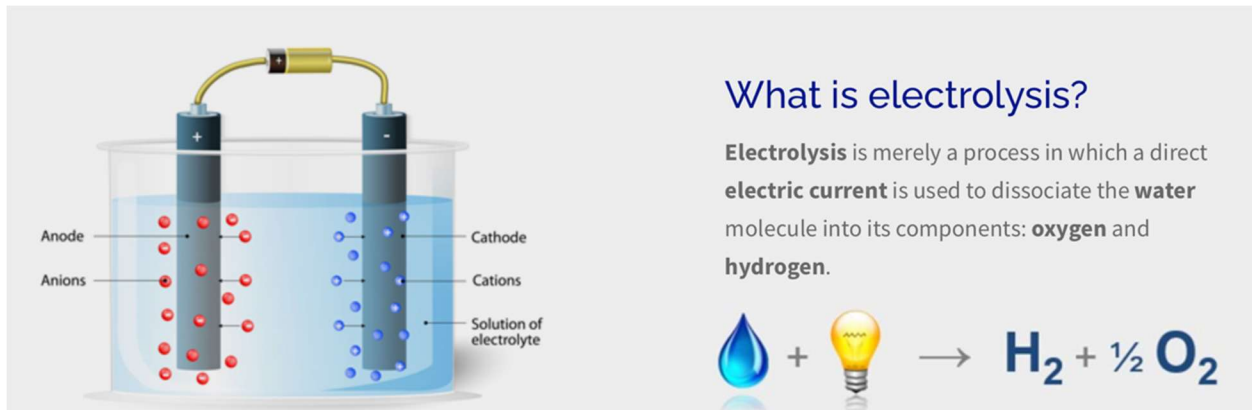 +
+
-
Anode
Anions
Cathode
Cations
Solution of
electrolyte
What is electrolysis?
Electrolysis is merely a process in which a direct
electric current is used to dissociate the water
molecule into its components: oxygen and
hydrogen.
+ → H₂ + ½ O₂